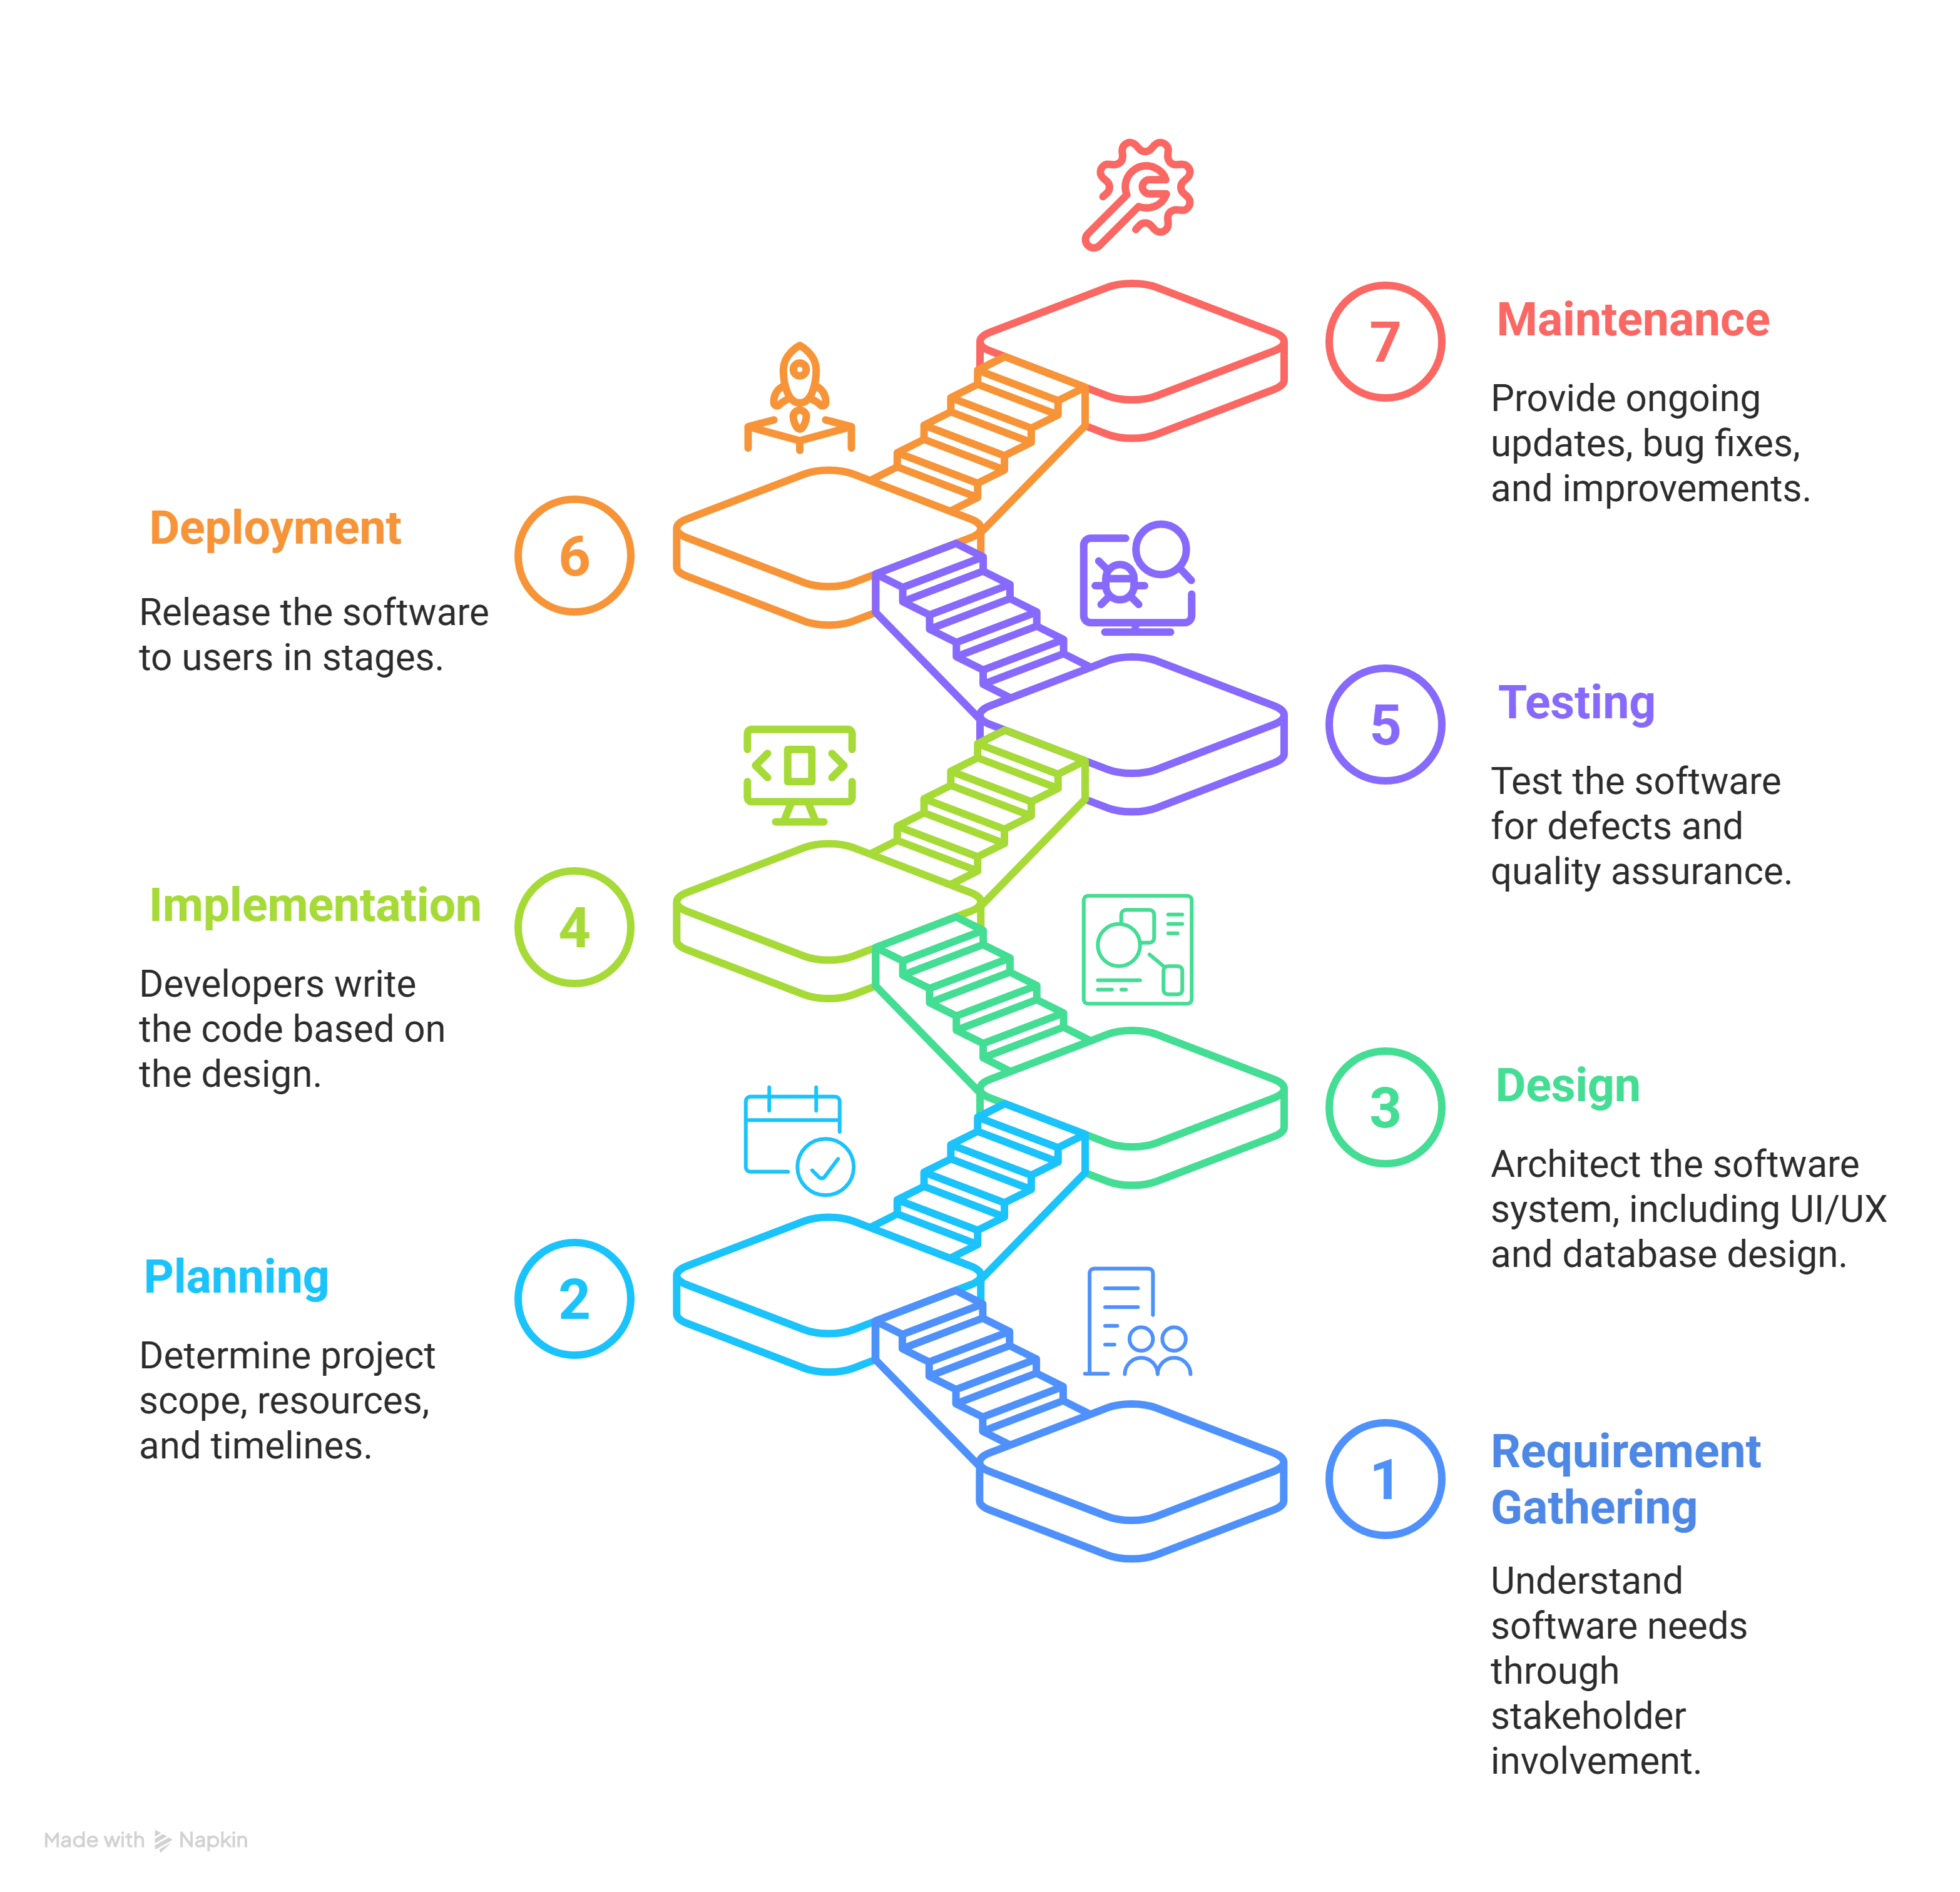 7
Maintenance
Provide ongoing
updates, bug fixes,
and improvements.
Deployment
6
Release the software
to users in stages.
5
Testing
Test the software
for defects and
quality assurance.
Implementation
4
Developers write
the code based on
the design.
3
Design
Architect the software
system, including UI/UX
and database design.
Planning
2
Determine project
scope, resources,
and timelines.
1
Requirement
Gathering
Understand
software needs
through
stakeholder
involvement.
Made with Napkin